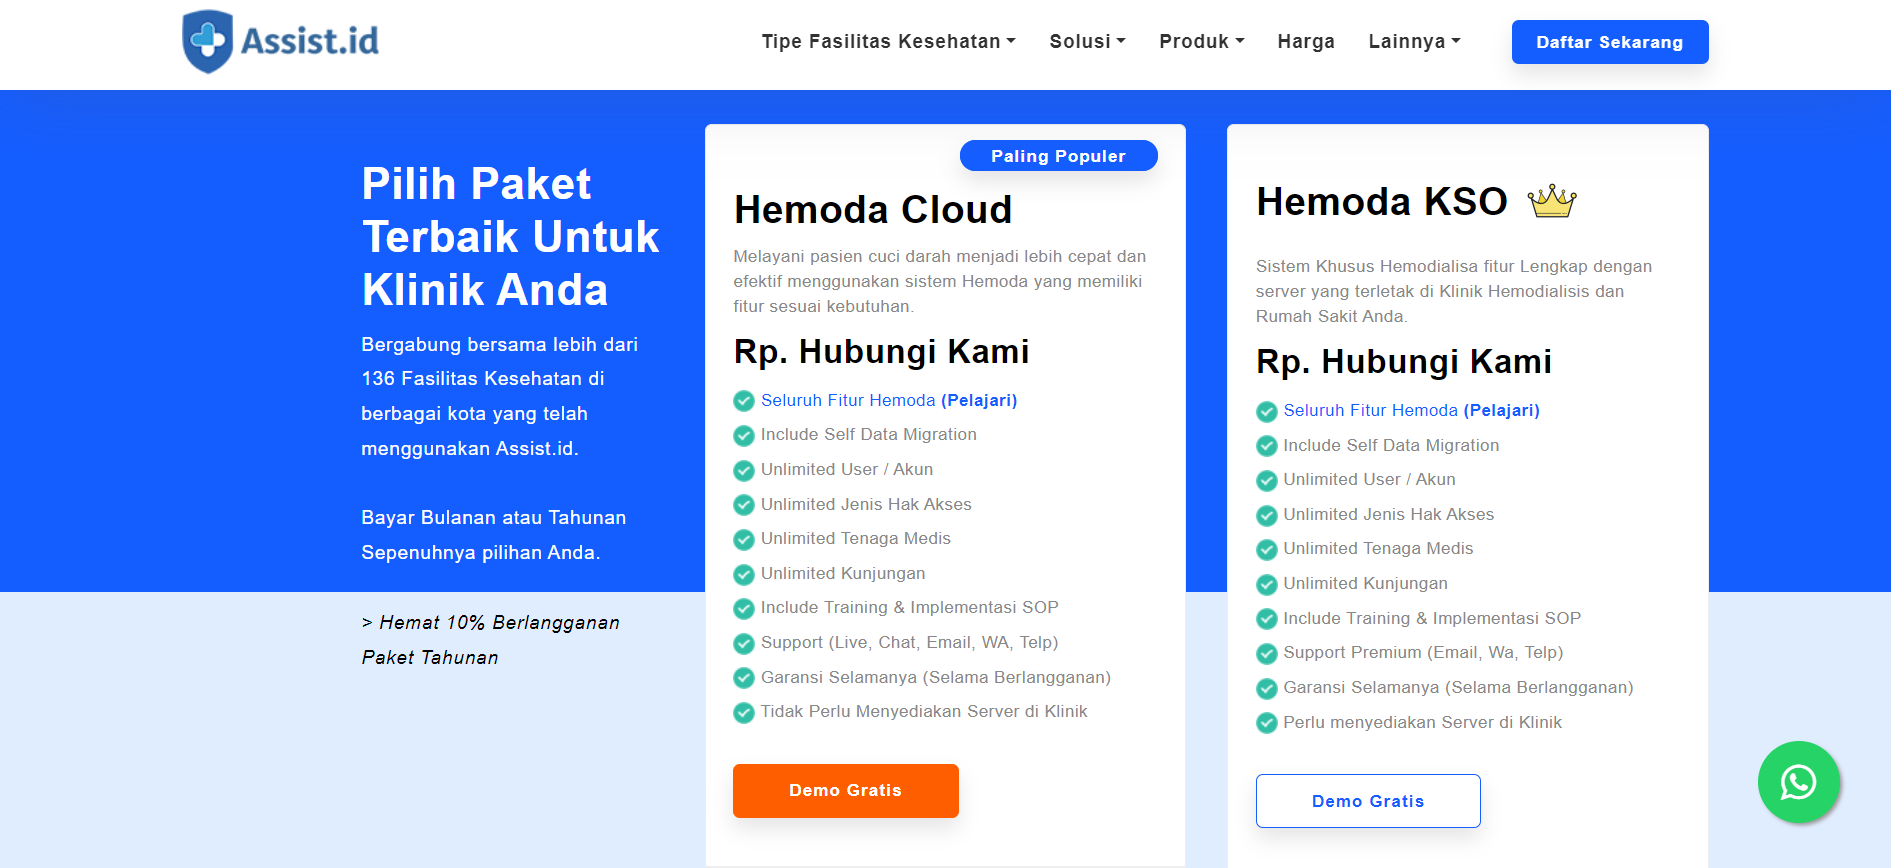 Assist.id
Tipe Fasilitas Kesehatan
Solusi
Produk
Harga
Lainnya
Daftar Sekarang
Pilih Paket
Terbaik Untuk
Klinik Anda
Bergabung bersama lebih dari
136 Fasilitas Kesehatan di
berbagai kota yang telah
menggunakan Assist.id.
Bayar Bulanan atau Tahunan
Sepenuhnya pilihan Anda.
> Hemat 10% Berlangganan
Paket Tahunan
Paling Populer
Hemoda Cloud
Melayani pasien cuci darah menjadi lebih cepat dan
efektif menggunakan sistem Hemoda yang memiliki
fitur sesuai kebutuhan.
Rp. Hubungi Kami
Seluruh Fitur Hemoda (Pelajari)
Include Self Data Migration
Unlimited User / Akun
Unlimited Jenis Hak Akses
Unlimited Tenaga Medis
Unlimited Kunjungan
Include Training & Implementasi SOP
Support (Live, Chat, Email, WA, Telp)
Garansi Selamanya (Selama Berlangganan)
Tidak Perlu Menyediakan Server di Klinik
Demo Gratis
Hemoda KSO
Sistem Khusus Hemodialisa fitur Lengkap dengan
server yang terletak di Klinik Hemodialisis dan
Rumah Sakit Anda.
Rp. Hubungi Kami
Seluruh Fitur Hemoda (Pelajari)
Include Self Data Migration
Unlimited User / Akun
Unlimited Jenis Hak Akses
Unlimited Tenaga Medis
Unlimited Kunjungan
Include Training & Implementasi SOP
Support Premium (Email, Wa, Telp)
Garansi Selamanya (Selama Berlangganan)
Perlu menyediakan Server di Klinik
Demo Gratis